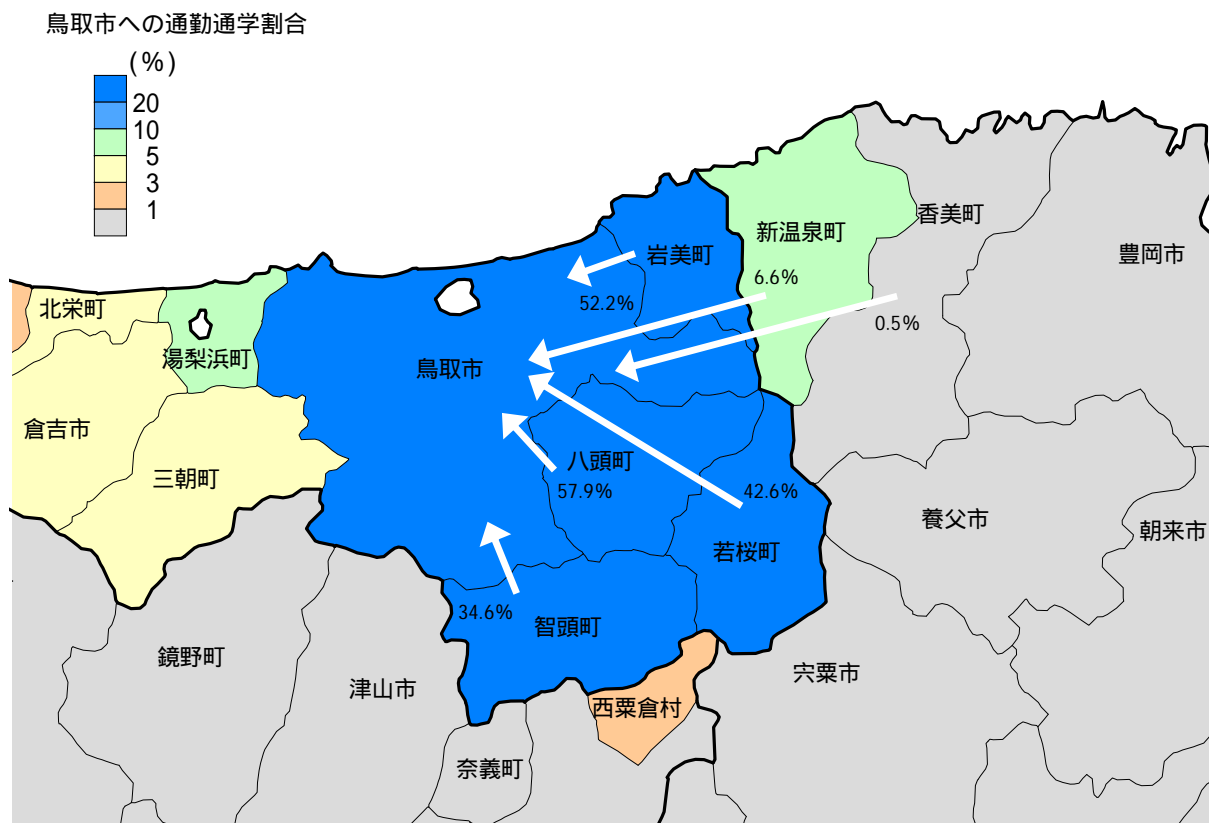 鳥取市への通勤通学割合
(%)
20
10
5
3
1
香美町
新温泉町
岩美町
豊岡市
6.6%
52.2%
0.5%
北栄町
湯梨浜町
鳥取市
倉吉市
三朝町
八頭町
57.9%
42.6%
養父市
朝来市
若桜町
34.6%
智頭町
鏡野町
津山市
宍粟市
西粟倉村
奈義町